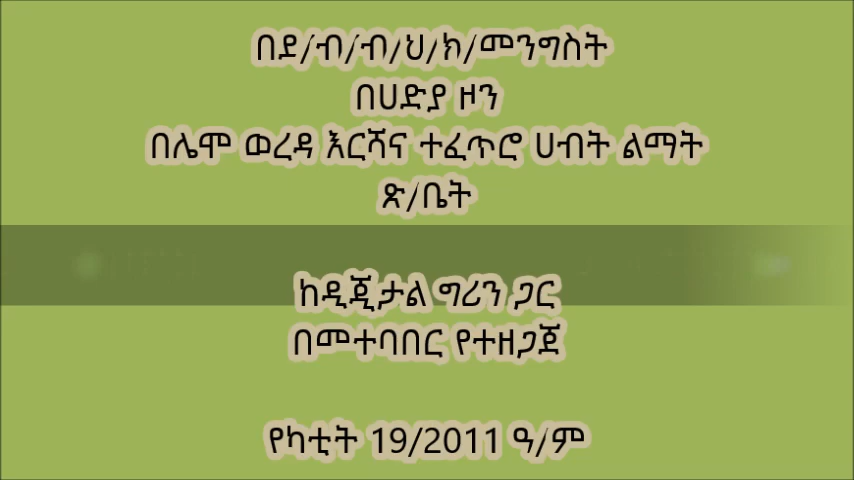 በደ/ብ/ብ/ህ/ክ/መንግስት
በሀድያ ዞን
በሌሞ ወረዳ እርሻና ተፈጥሮ ሀብት ልማት
ጽ/ቤት
ከዲጂታል ግሪን ጋር
በመተባበር የተዘጋጀ
የካቲት 19/2011 ዓ/ም